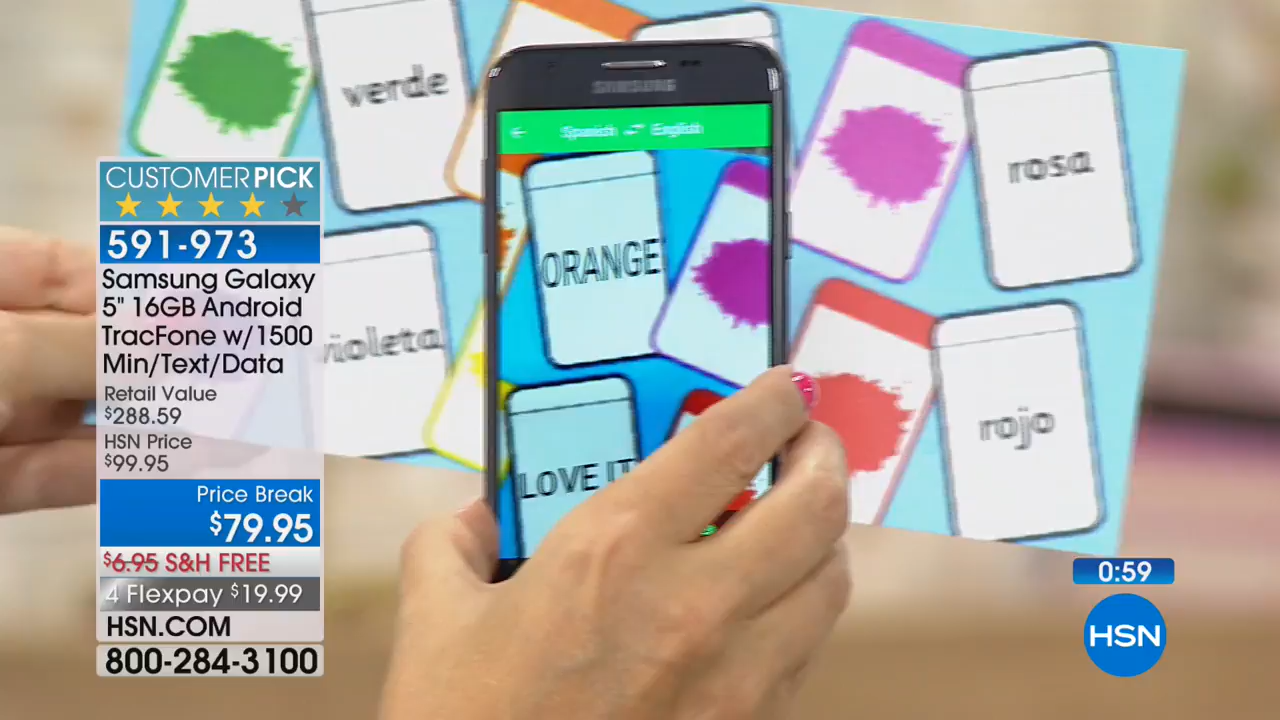 verde
SAMSUNG
Spanish English
rosa
ORANGE
violeta
rojo
LOVE IT
CUSTOMER PICK
591-973
Samsung Galaxy
5" 16GB Android
TracFone w/1500
Min/Text/Data
Retail Value
$288.59
HSN Price
$99.95
Price Break
$79.95
$6.95 S&H FREE
4 Flexpay $19.99
HSN.COM
800-284-3100
0:59
HSN